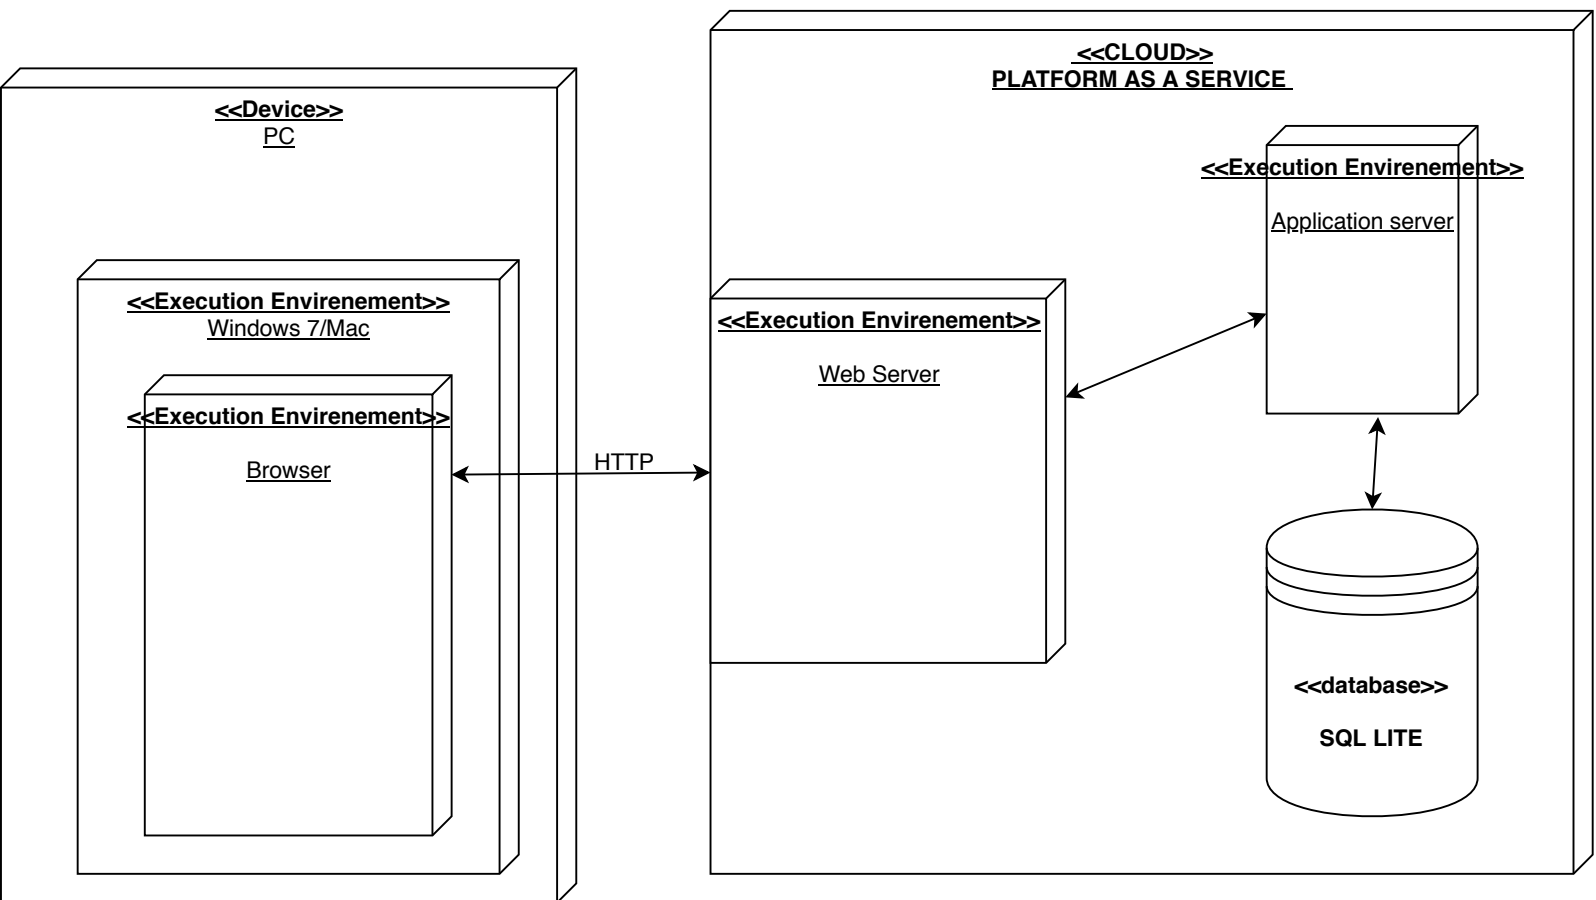 <<Device>>
PC
<<Execution Envirenement>>
Windows 7/Mac
<<Execution Envirenement>>
Browser
HTTP
<<CLOUD>>
PLATFORM AS A SERVICE
<<Execution Envirenement>>
Web Server
<<Execution Envirenement>>
Application server
<<database>>
SQL LITE